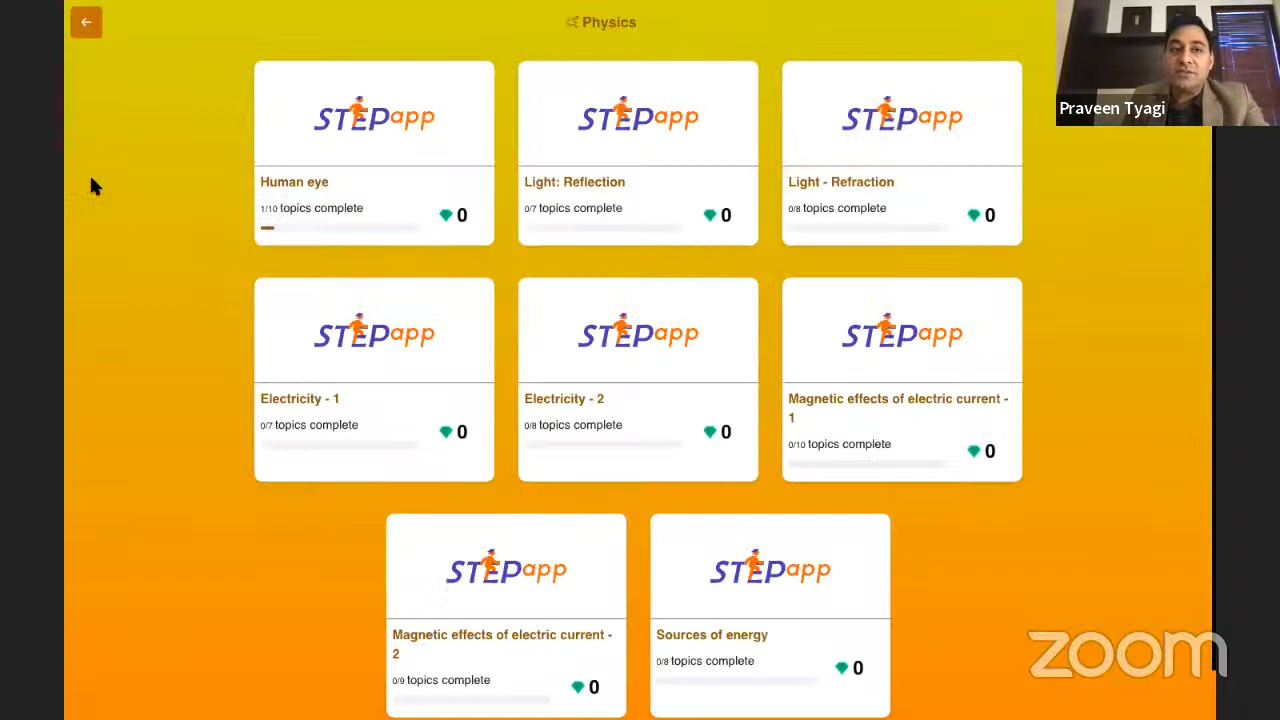 Physics
Praveen Tyagi
STEPapp
STEPapp
STEPapp
Human eye
1/10 topics complete
0
Light: Reflection
0/7 topics complete
0
Light - Refraction
0/8 topics complete
0
STEPapp
STEPapp
STEPapp
Electricity - 1
0/7 topics complete
0
Electricity - 2
0/8 topics complete
0
Magnetic effects of electric current -
1
0/10 topics complete
0
STEPapp
STEPapp
Magnetic effects of electric current -
2
0/9 topics complete
0
Sources of energy
0/8 topics complete
0
zoom